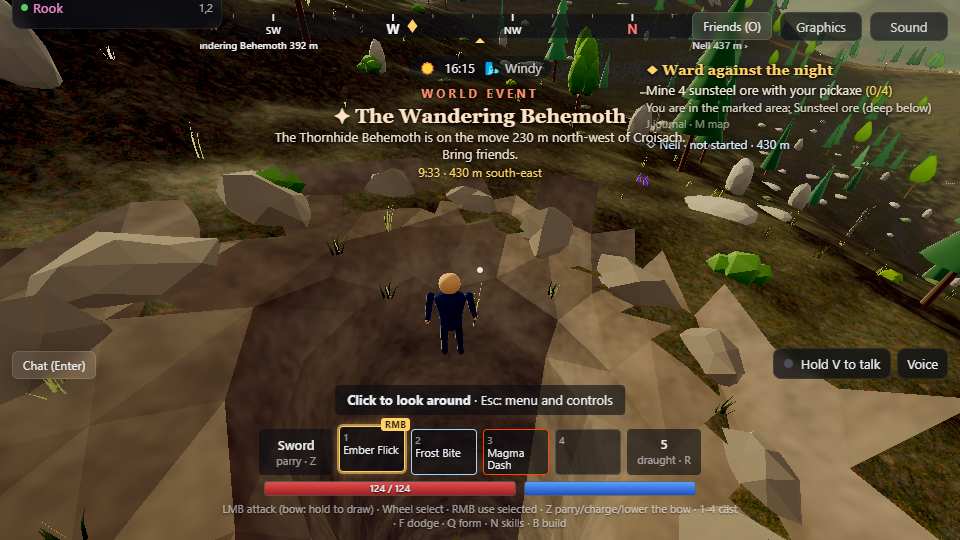 Rook 1,2
SW W NW N
ndering Behemoth 392 m
Nell 437 m ›
Friends (O)
Graphics
Sound
16:15 Windy
WORLD EVENT
The Wandering Behemoth
The Thornhide Behemoth is on the move 230 m north-west of Croisach.
Bring friends.
9:33 · 430 m south-east
Ward against the night
Mine 4 sunsteel ore with your pickaxe (0/4)
You are in the marked area; Sunsteel ore (deep below)
J journal · M map
Nell · not started · 430 m
Chat (Enter)
Hold V to talk
Voice
Click to look around · Esc: menu and controls
Sword
parry · Z
RMB
1
Ember Flick
2
Frost Bite
3
Magma
Dash
4
5
draught · R
124 / 124
LMB attack (bow: hold to draw) · Wheel select · RMB use selected · Z parry/charge/lower the bow · 1-4 cast
· F dodge · Q form · N skills · B build